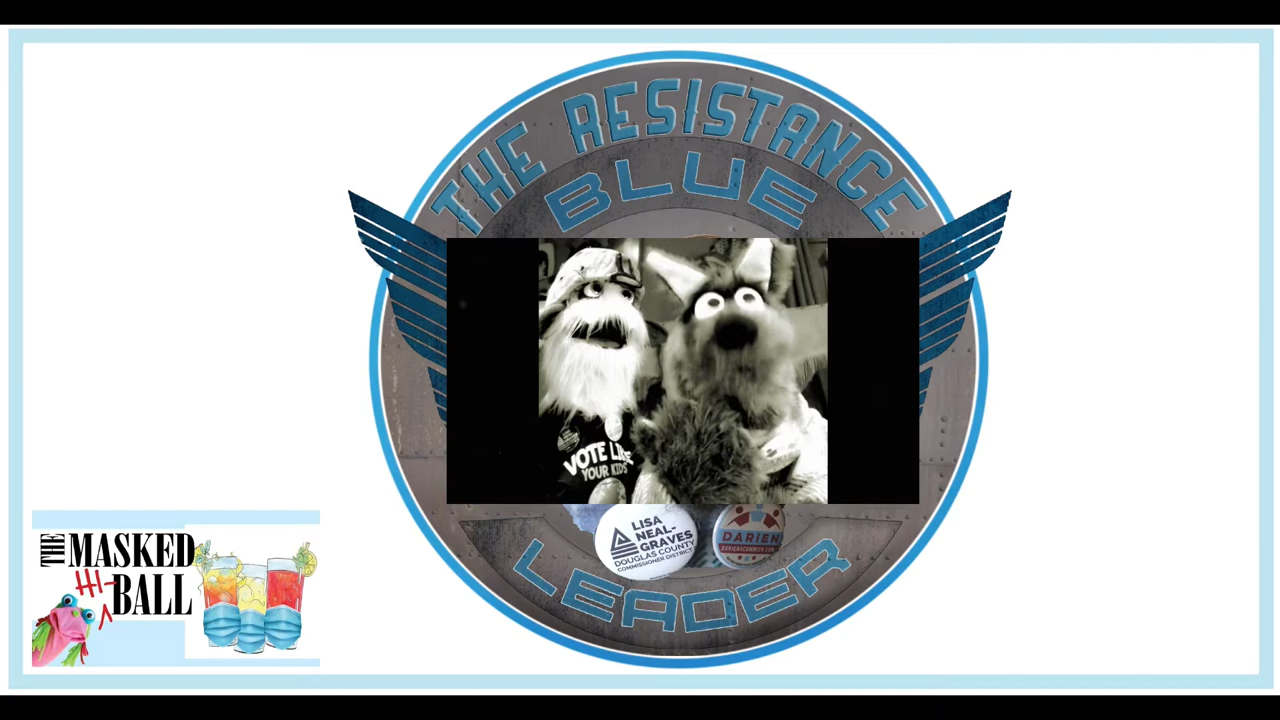 THE RESISTANCE
BLUE
VOTE LIKE
YOUR KIDS
LISA
NEAL-
GRAVES
DOUGLAS COUNTY
COMMISSIONER DISTRICT
DARIEN
LEADER
THE MASKED
HI-
BALL